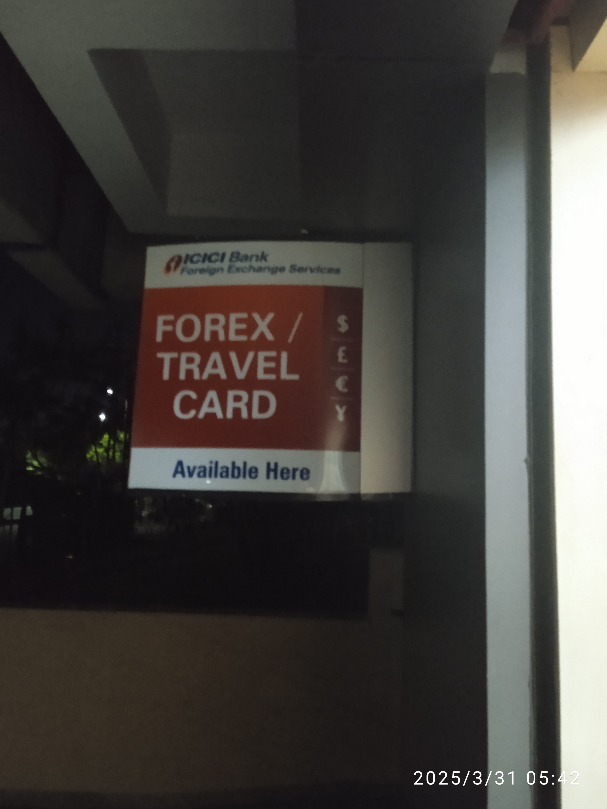 ICICI Bank
Foreign Exchange Services
FOREX /
TRAVEL
CARD
$
£
€
¥
Available Here
2025/3/31 05:42